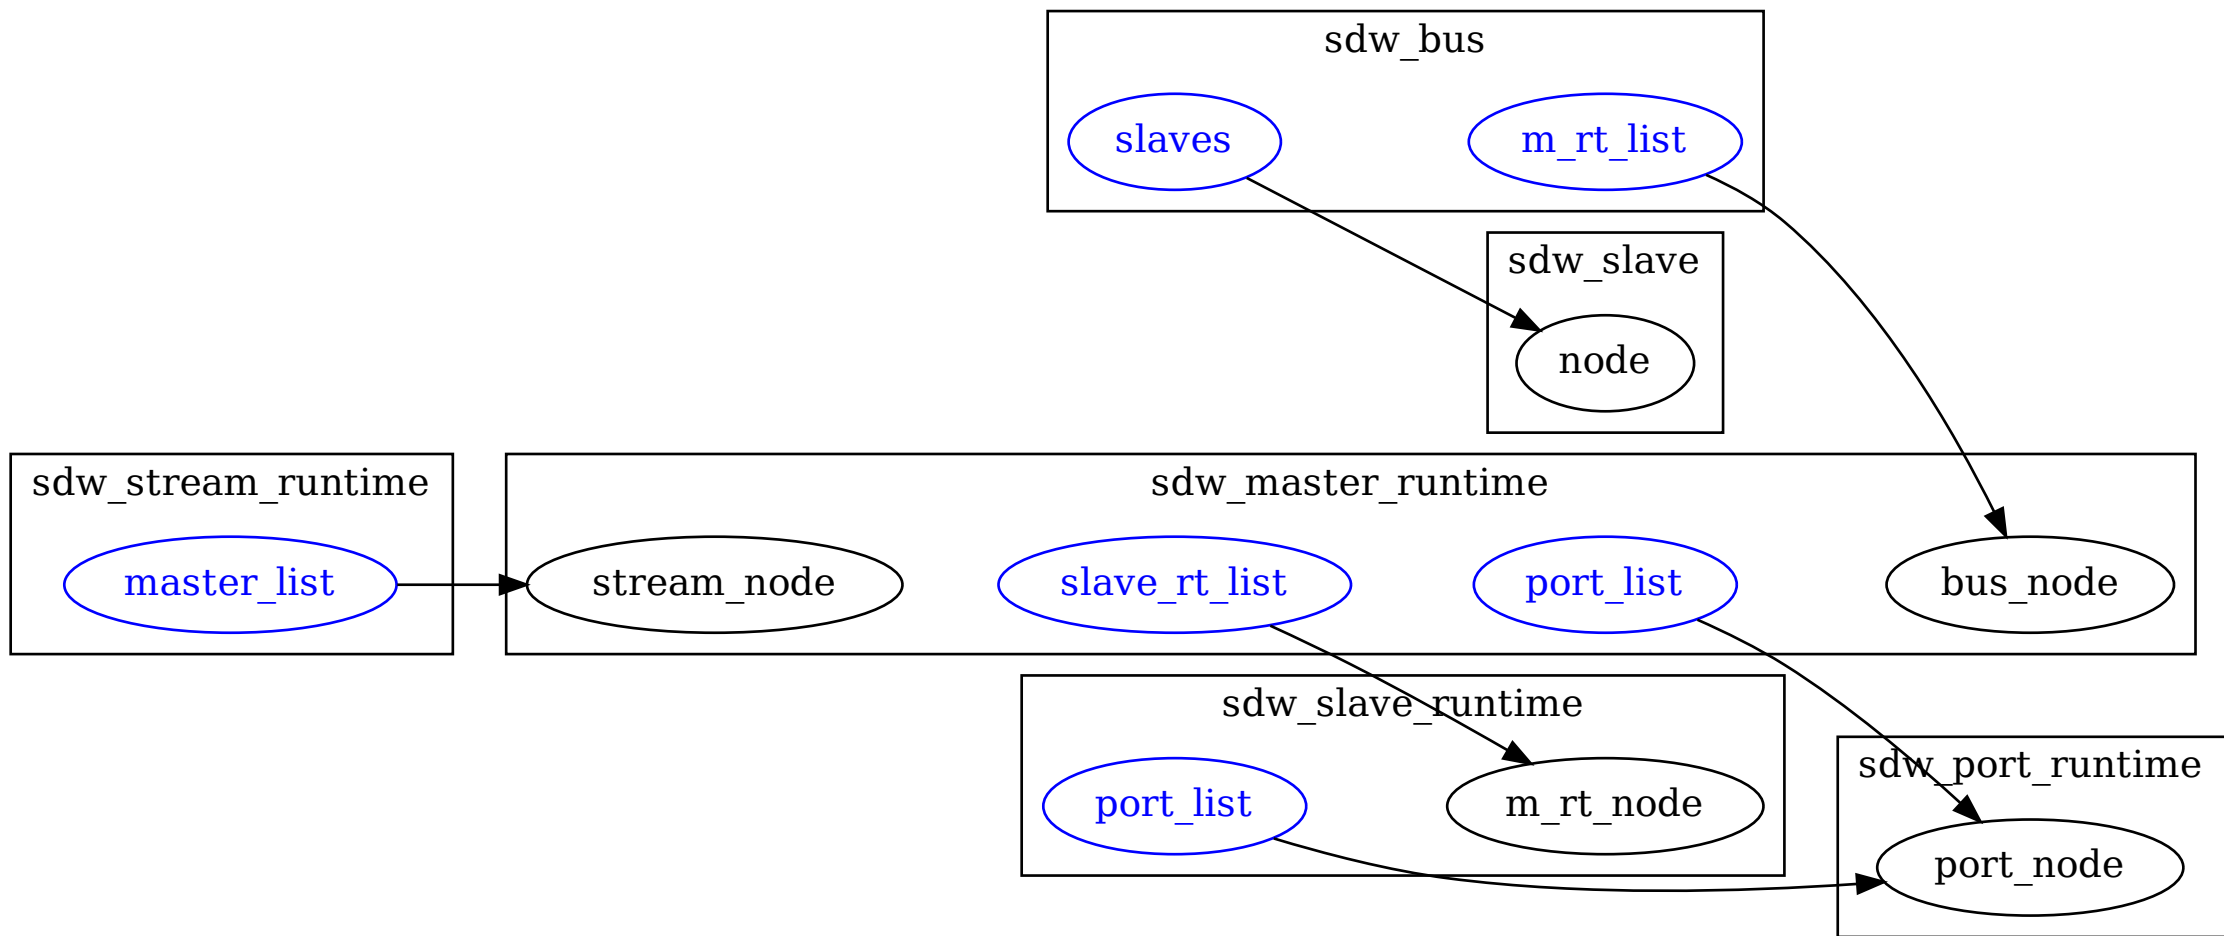 sdw_bus
slaves
m_rt_list
sdw_slave
node
sdw_stream_runtime
master_list
sdw_master_runtime
stream_node
slave_rt_list
port_list
bus_node
sdw_slave_runtime
port_list
m_rt_node
sdw_port_runtime
port_node